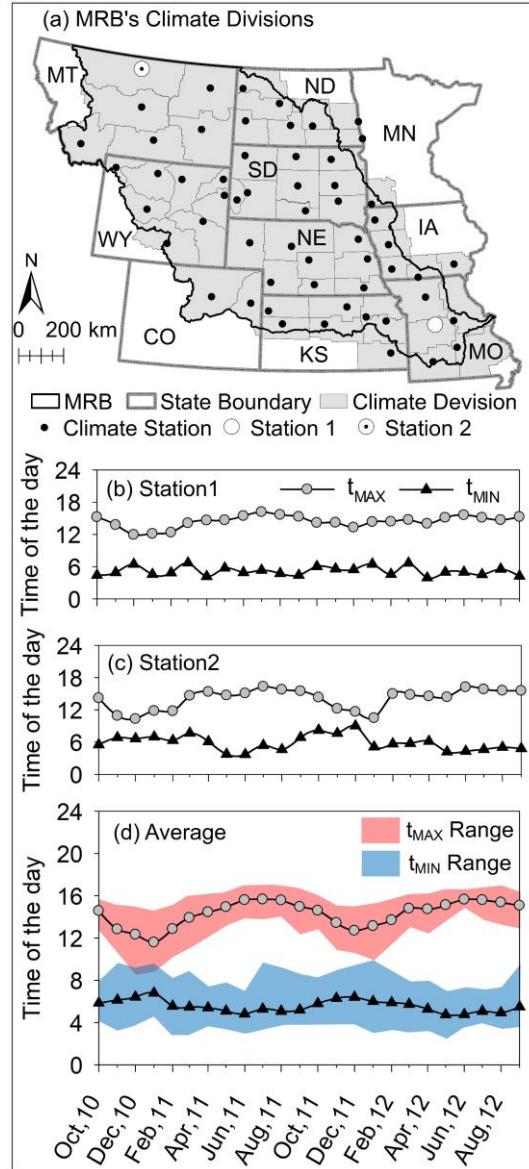 (a) MRB's Climate Divisions
MT
ND
MN
SD
IA
WY
NE
N
CO
KS
MO
0 200 km
MRB State Boundary Climate Devision
Climate Station Station 1 Station 2
(b) Station1 tMAX tMIN
Time of the day
24
18
12
6
0
(c) Station2
Time of the day
24
18
12
6
0
(d) Average
tMAX Range
tMIN Range
Time of the day
24
20
16
12
8
4
0
Oct, 10
Dec, 10
Feb, 11
Apr, 11
Jun, 11
Aug, 11
Oct, 11
Dec, 11
Feb, 12
Apr, 12
Jun, 12
Aug, 12